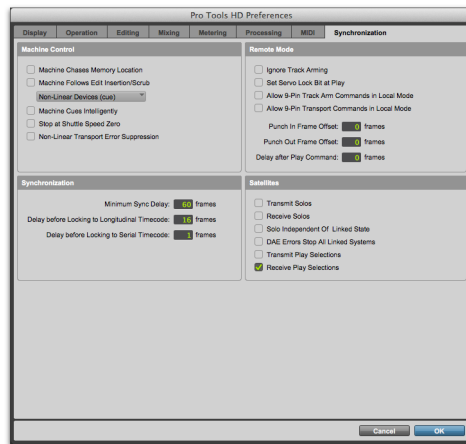 Pro Tools HD Preferences
Display Operation Editing Mixing Metering Processing MIDI Synchronization
Machine Control
Machine Chases Memory Location
Machine Follows Edit Insertion/Scrub
Non-Linear Devices (cue)
Machine Cues Intelligently
Stop at Shuttle Speed Zero
Non-Linear Transport Error Suppression
Remote Mode
Ignore Track Arming
Set Servo Lock Bit at Play
Allow 9-Pin Track Arm Commands in Local Mode
Allow 9-Pin Transport Commands in Local Mode
Punch In Frame Offset: 0 frames
Punch Out Frame Offset: 0 frames
Delay after Play Command: 0 frames
Synchronization
Minimum Sync Delay: 60 frames
Delay before Locking to Longitudinal Timecode: 16 frames
Delay before Locking to Serial Timecode: 1 frames
Satellites
Transmit Solos
Receive Solos
Solo Independent Of Linked State
DAE Errors Stop All Linked Systems
Transmit Play Selections
Receive Play Selections
Cancel OK